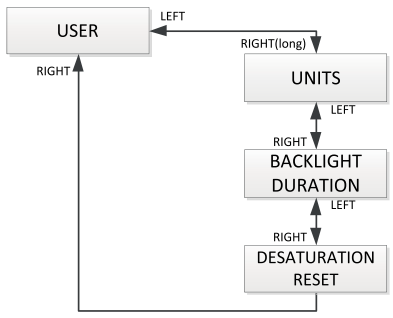 USER
LEFT
RIGHT(long)
RIGHT
UNITS
LEFT
RIGHT
BACKLIGHT
DURATION
LEFT
RIGHT
DESATURATION
RESET